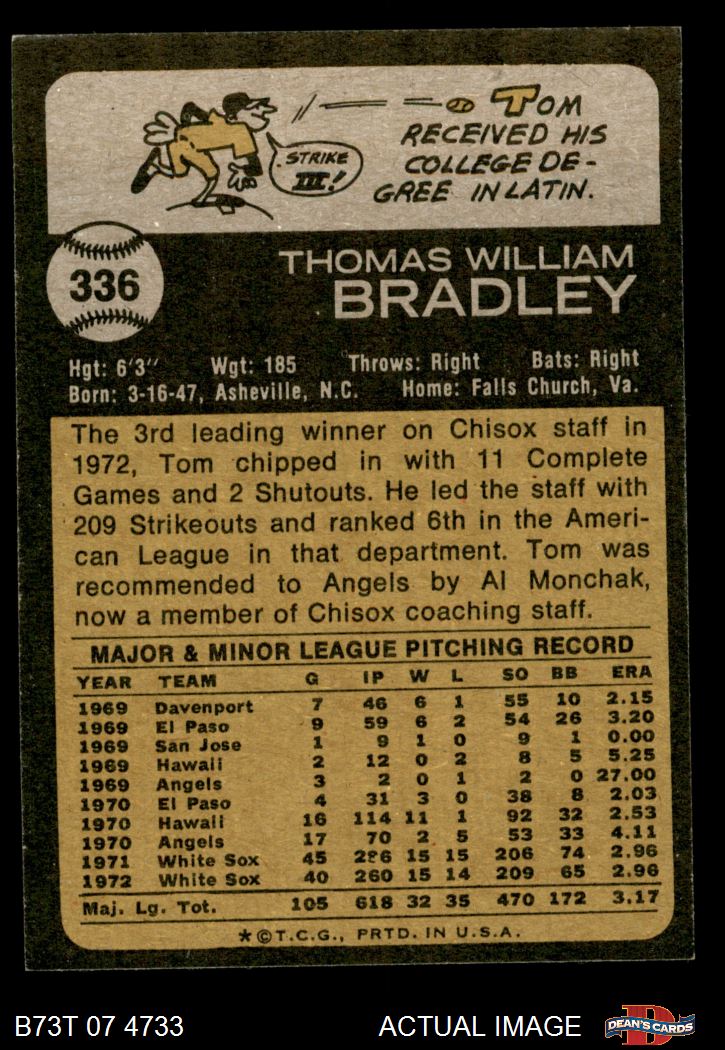 TOM
RECEIVED HIS
COLLEGE DE-
GREE IN LATIN.
STRIKE
III!
336
THOMAS WILLIAM
BRADLEY
Hgt: 6'3" Wgt: 185 Throws: Right Bats: Right
Born: 3-16-47, Asheville, N.C. Home: Falls Church, Va.
The 3rd leading winner on Chisox staff in
1972, Tom chipped in with 11 Complete
Games and 2 Shutouts. He led the staff with
209 Strikeouts and ranked 6th in the Ameri-
can League in that department. Tom was
recommended to Angels by Al Monchak,
now a member of Chisox coaching staff.
MAJOR & MINOR LEAGUE PITCHING RECORD
YEAR TEAM G IP W L SO BB ERA
1969 Davenport 7 46 6 1 55 10 2.15
1969 El Paso 9 59 6 2 54 26 3.20
1969 San Jose 1 9 1 0 9 1 0.00
1969 Hawaii 2 12 0 2 8 5 5.25
1969 Angels 3 2 0 1 2 0 27.00
1970 El Paso 4 31 3 0 38 8 2.03
1970 Hawaii 16 114 11 1 92 32 2.53
1970 Angels 17 70 2 5 53 33 4.11
1971 White Sox 45 286 15 15 206 74 2.96
1972 White Sox 40 260 15 14 209 65 2.98
Maj. Lg. Tot. 105 618 32 35 470 172 3.17
*©T.C.G., PRTD. IN U.S.A.
B73T 07 4733 ACTUAL IMAGE
DEAN'S CARDS